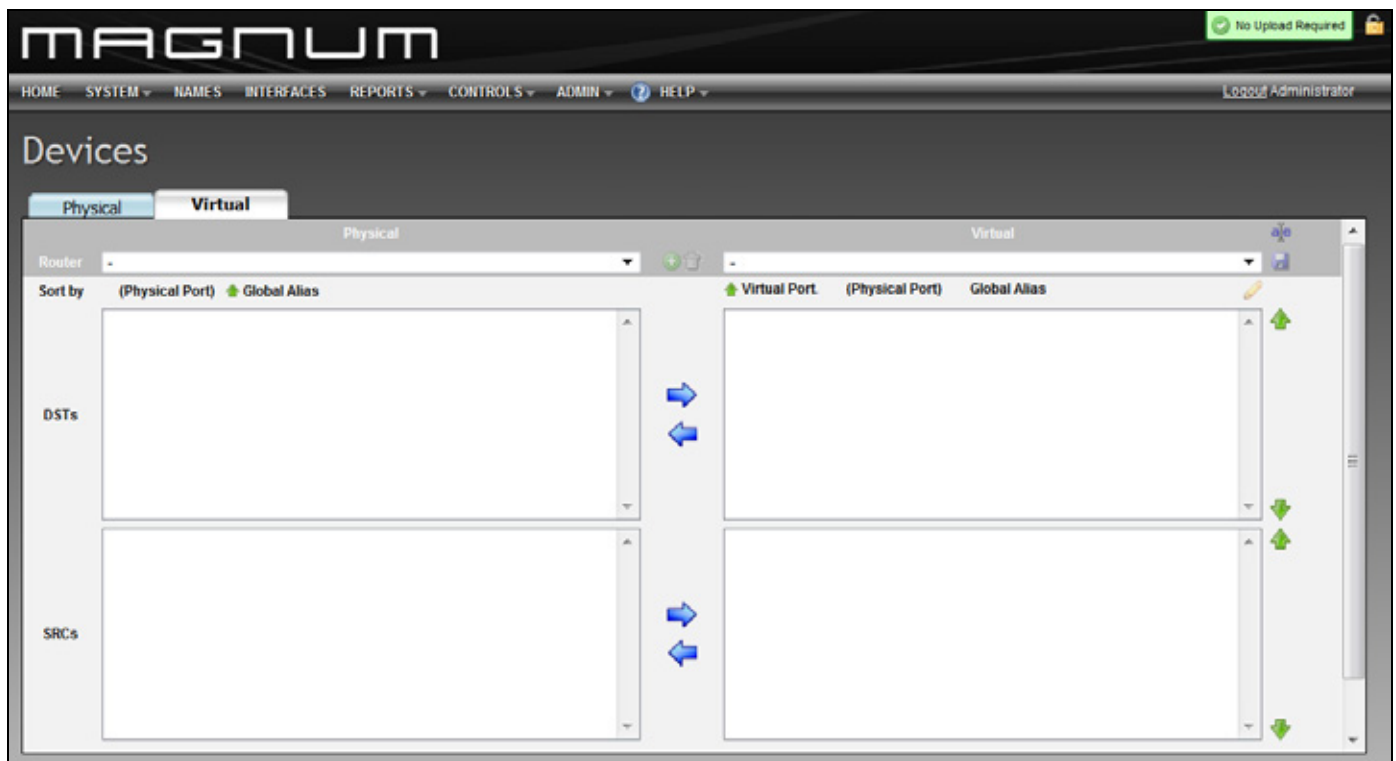 MAGNUM
No Upload Required
HOME SYSTEM NAMES INTERFACES REPORTS CONTROLS ADMIN ? HELP
Logout Administrator
Devices
Physical Virtual
Physical Virtual
Router - -
Sort by (Physical Port) Global Alias Virtual Port. (Physical Port) Global Alias
DSTs
SRCs